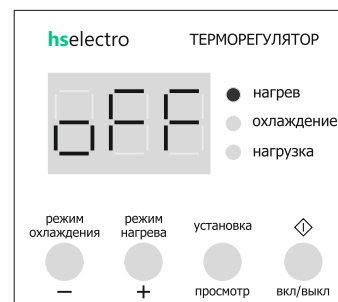 hselectro
ТЕРМОРЕГУЛЯТОР
oFF
нагрев
охлаждение
нагрузка
режим
охлаждения
режим
нагрева
установка
−
+
просмотр
вкл/выкл